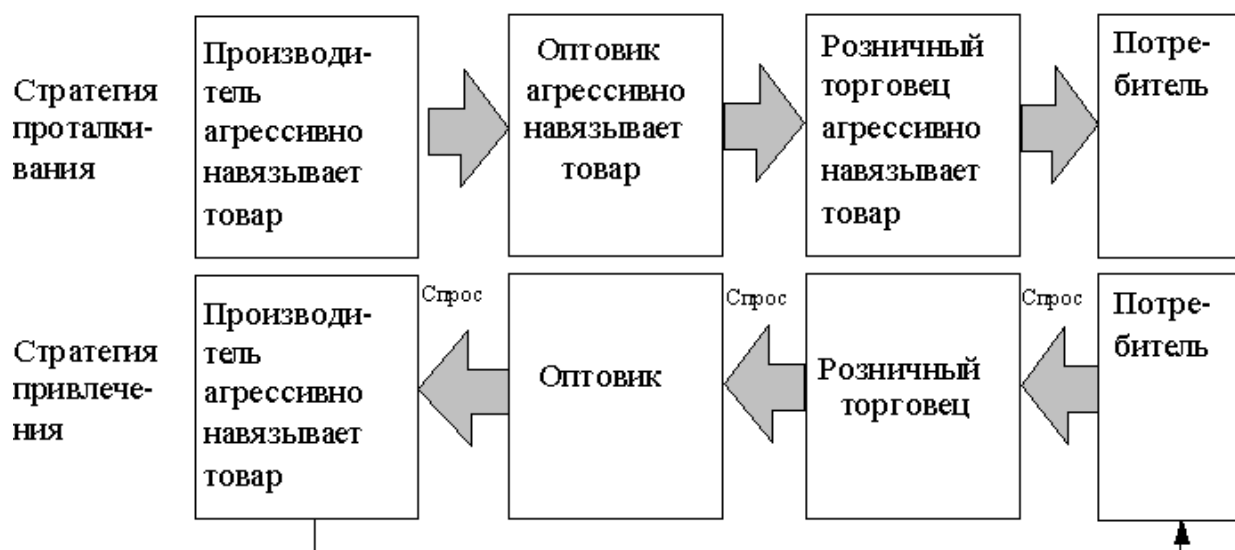 Стратегия
проталки-
вания
Производи-
тель
агрессивно
навязывает
товар
Оптовик
агрессивно
навязывает
товар
Розничный
торговец
агрессивно
навязывает
товар
Потре-
битель
Стратегия
привлече-
ния
Производи-
тель
агрессивно
навязывает
товар
Спрос
Оптовик
Спрос
Розничный
торговец
Спрос
Потре-
битель